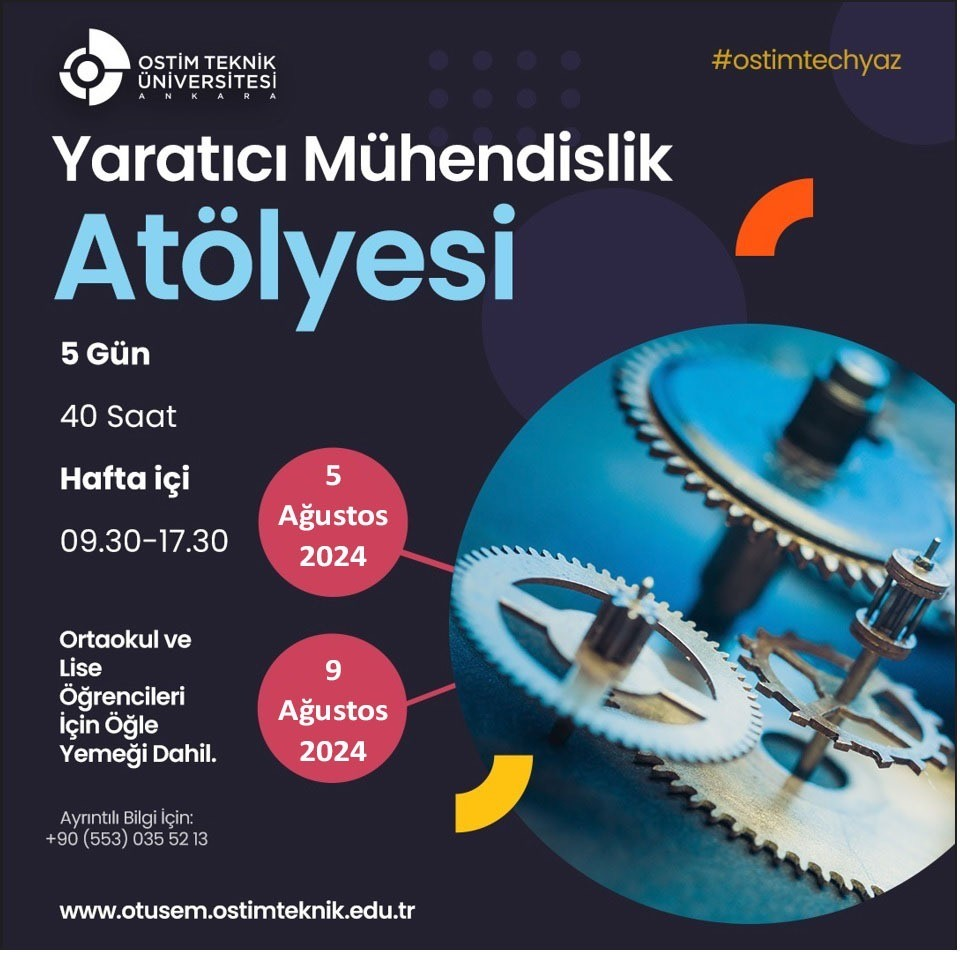 OSTİM TEKNİK
ÜNİVERSİTESİ
ANKARA
#ostimtechyaz
Yaratıcı Mühendislik
Atölyesi
5 Gün
40 Saat
Hafta içi
09.30-17.30
5
Ağustos
2024
9
Ağustos
2024
Ortaokul ve
Lise
Öğrencileri
İçin Öğle
Yemeği Dahil.
Ayrıntılı Bilgi İçin:
+90 (553) 035 52 13
www.otusem.ostimteknik.edu.tr